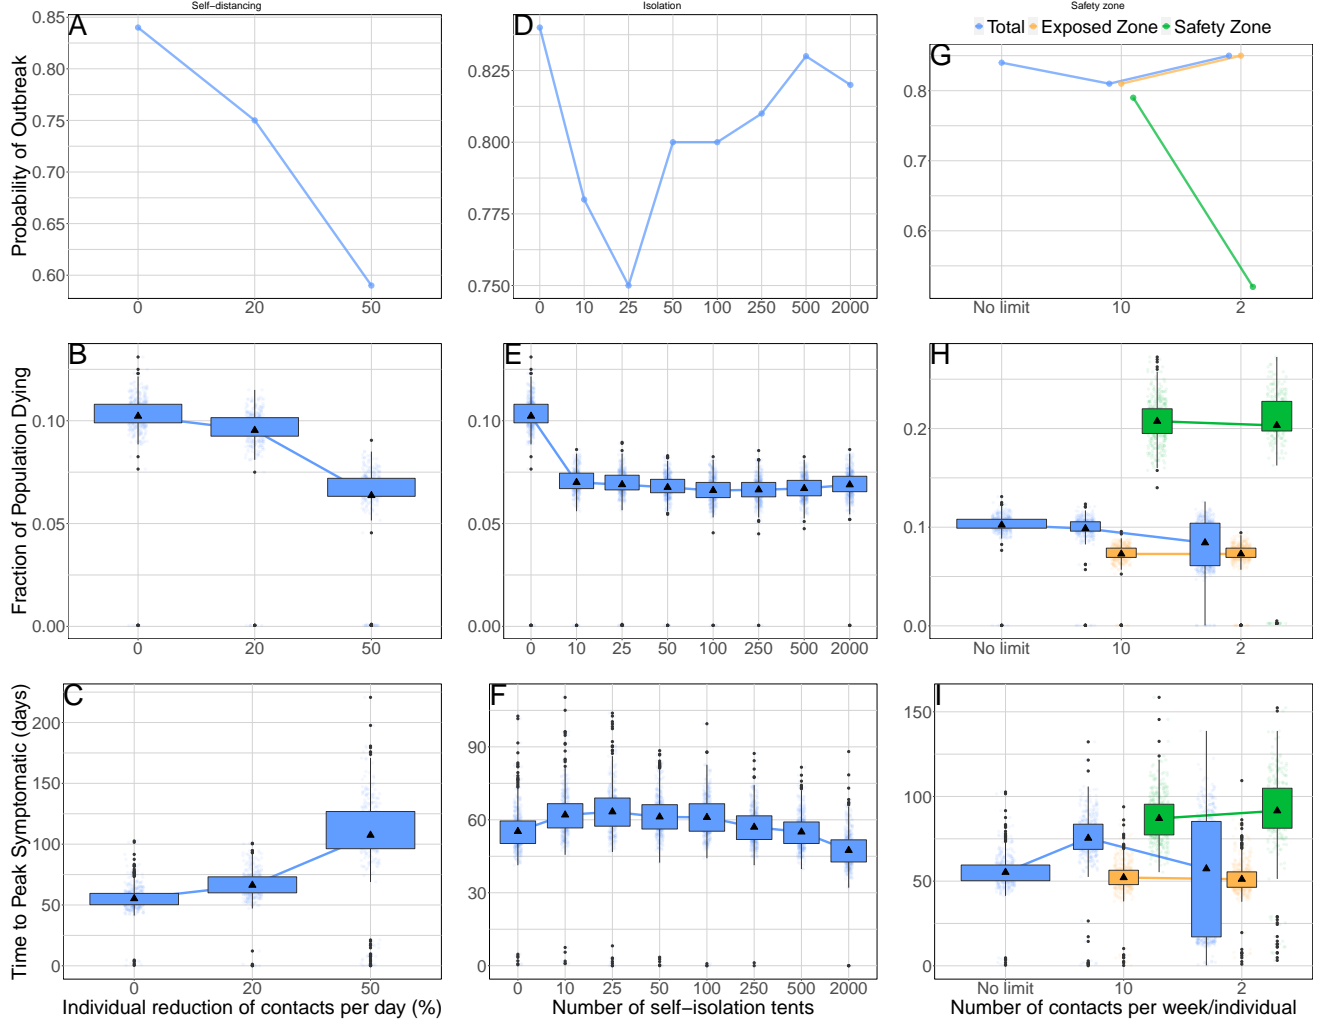 Self−distancing
Isolation
Safety zone
Total Exposed Zone Safety Zone
A
D
G
Probability of Outbreak
0.85
0.80
0.75
0.70
0.65
0.60
0 20 50
0.825
0.800
0.775
0.750
0 10 25 50 100 250 500 2000
0.8
0.7
0.6
No limit 10 2
B
E
H
Fraction of Population Dying
0.10
0.05
0.00
0 20 50
0.10
0.05
0.00
0 10 25 50 100 250 500 2000
0.2
0.1
0.0
No limit 10 2
C
F
I
Time to Peak Symptomatic (days)
200
150
100
50
0
0 20 50
Individual reduction of contacts per day (%)
90
60
30
0
0 10 25 50 100 250 500 2000
Number of self−isolation tents
150
100
50
0
No limit 10 2
Number of contacts per week/individual